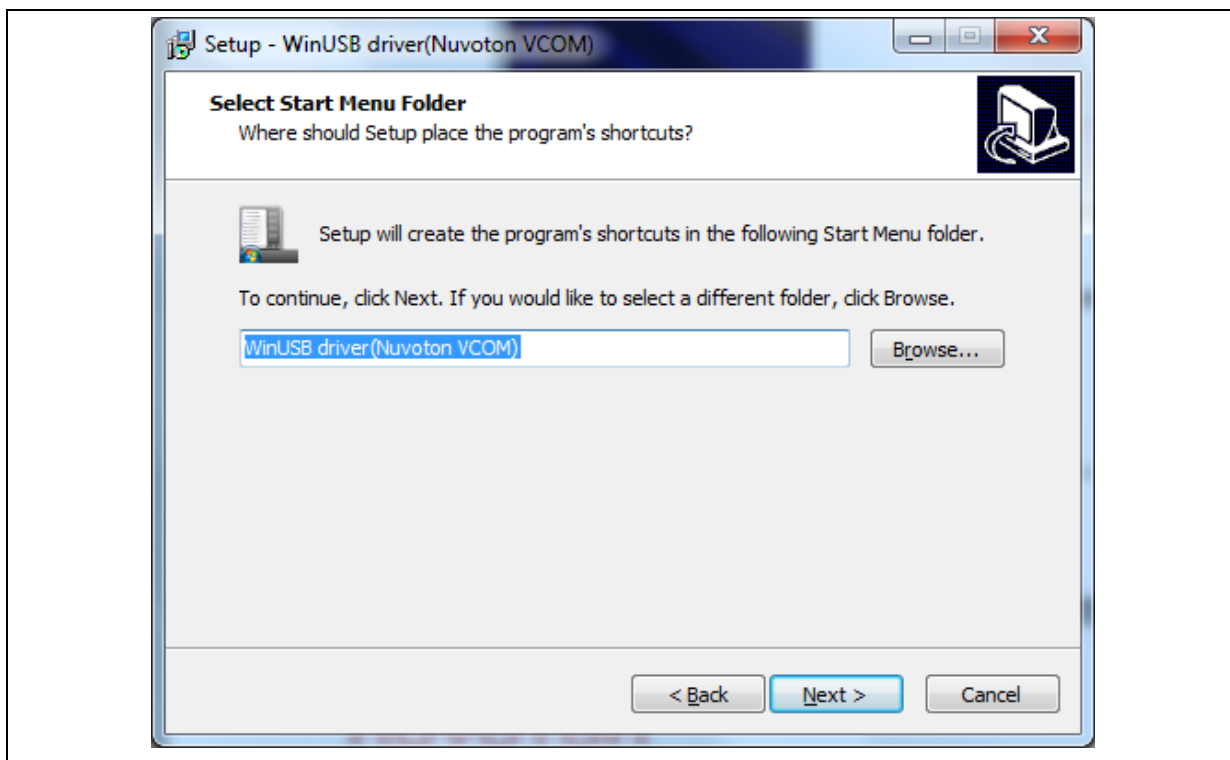 Setup - WinUSB driver(Nuvoton VCOM)
Select Start Menu Folder
Where should Setup place the program's shortcuts?
Setup will create the program's shortcuts in the following Start Menu folder.
To continue, click Next. If you would like to select a different folder, click Browse.
WinUSB driver(Nuvoton VCOM)
Browse...
< Back
Next >
Cancel